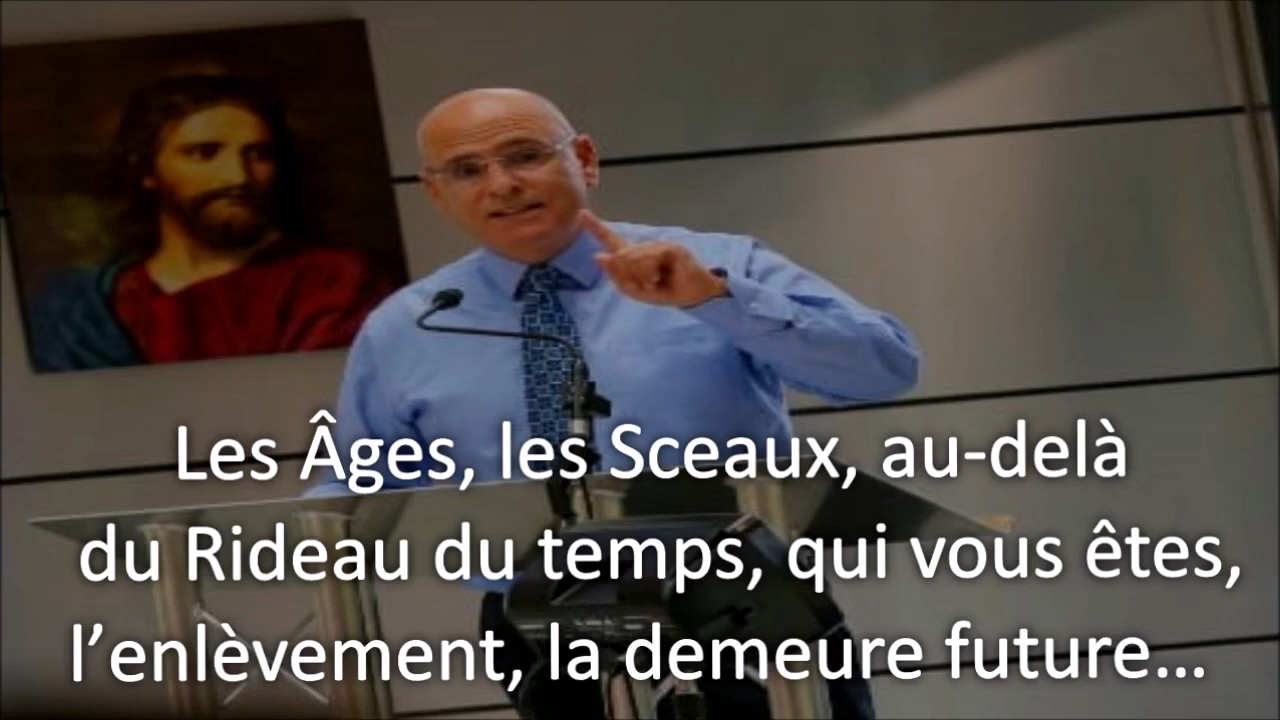 Les Âges, les Sceaux, au-delà
du Rideau du temps, qui vous êtes,
l’enlèvement, la demeure future...